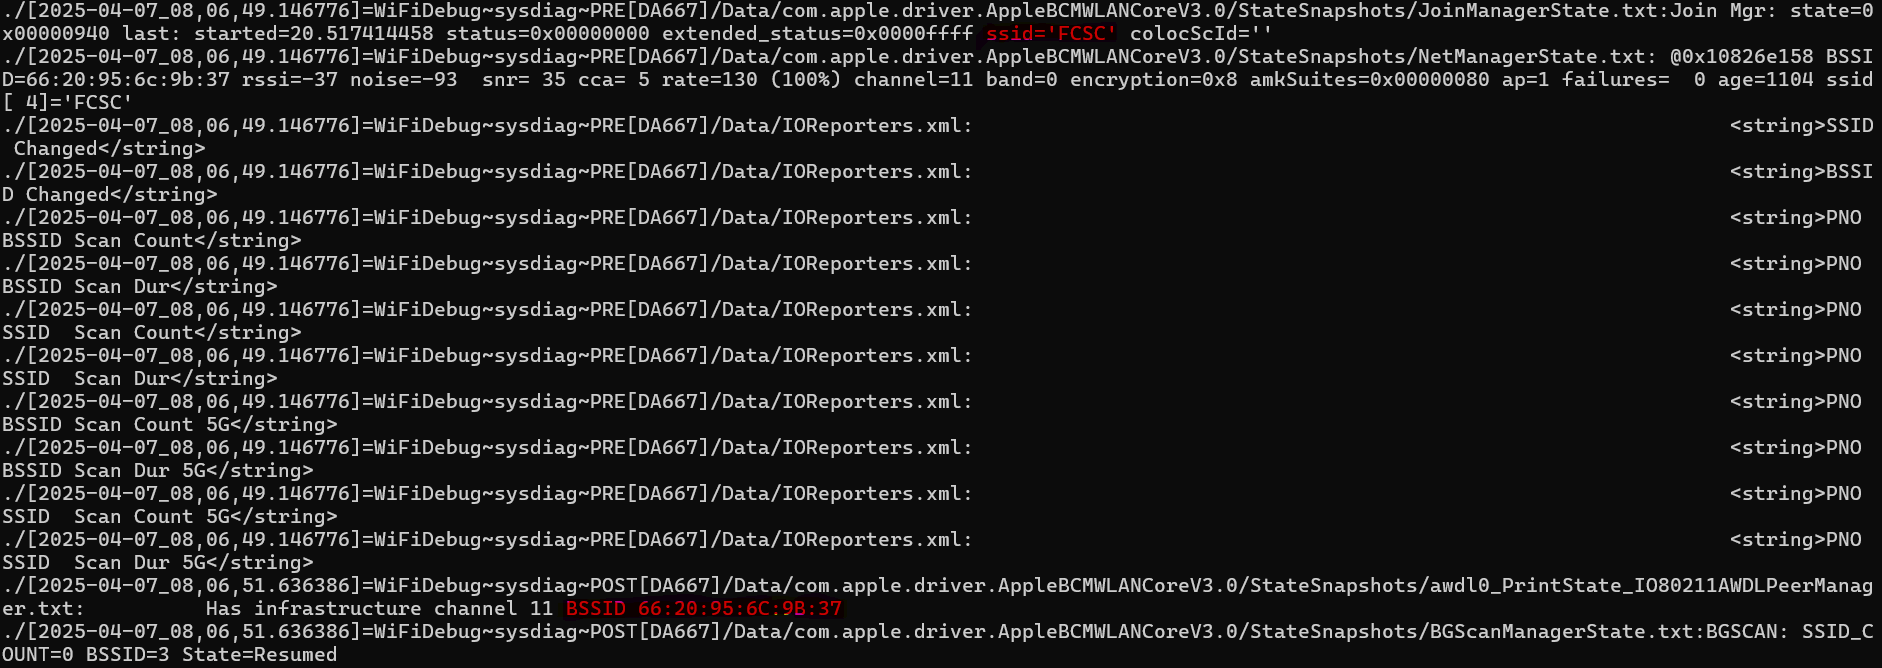 ./[2025-04-07_08,06,49.146776]=WiFiDebug~sysdiag~PRE[DA667]/Data/com.apple.driver.AppleBCMWLANCoreV3.0/StateSnapshots/JoinManagerState.txt:Join Mgr: state=0
x00000940 last: started=20.517414458 status=0x00000000 extended_status=0x0000ffff ssid='FCSC' colocScId=''
./[2025-04-07_08,06,49.146776]=WiFiDebug~sysdiag~PRE[DA667]/Data/com.apple.driver.AppleBCMWLANCoreV3.0/StateSnapshots/NetManagerState.txt: @0x10826e158 BSSI
D=66:20:95:6c:9b:37 rssi=-37 noise=-93  snr= 35 cca= 5 rate=130 (100%) channel=11 band=0 encryption=0x8 amkSuites=0x00000080 ap=1 failures=  0 age=1104 ssid
[ 4]='FCSC'
./[2025-04-07_08,06,49.146776]=WiFiDebug~sysdiag~PRE[DA667]/Data/IOReporters.xml: <string>SSID
Changed</string>
./[2025-04-07_08,06,49.146776]=WiFiDebug~sysdiag~PRE[DA667]/Data/IOReporters.xml: <string>BSSI
D Changed</string>
./[2025-04-07_08,06,49.146776]=WiFiDebug~sysdiag~PRE[DA667]/Data/IOReporters.xml: <string>PNO
BSSID Scan Count</string>
./[2025-04-07_08,06,49.146776]=WiFiDebug~sysdiag~PRE[DA667]/Data/IOReporters.xml: <string>PNO
BSSID Scan Dur</string>
./[2025-04-07_08,06,49.146776]=WiFiDebug~sysdiag~PRE[DA667]/Data/IOReporters.xml: <string>PNO
SSID  Scan Count</string>
./[2025-04-07_08,06,49.146776]=WiFiDebug~sysdiag~PRE[DA667]/Data/IOReporters.xml: <string>PNO
SSID  Scan Dur</string>
./[2025-04-07_08,06,49.146776]=WiFiDebug~sysdiag~PRE[DA667]/Data/IOReporters.xml: <string>PNO
BSSID Scan Count 5G</string>
./[2025-04-07_08,06,49.146776]=WiFiDebug~sysdiag~PRE[DA667]/Data/IOReporters.xml: <string>PNO
BSSID Scan Dur 5G</string>
./[2025-04-07_08,06,49.146776]=WiFiDebug~sysdiag~PRE[DA667]/Data/IOReporters.xml: <string>PNO
SSID  Scan Count 5G</string>
./[2025-04-07_08,06,49.146776]=WiFiDebug~sysdiag~PRE[DA667]/Data/IOReporters.xml: <string>PNO
SSID  Scan Dur 5G</string>
./[2025-04-07_08,06,51.636386]=WiFiDebug~sysdiag~POST[DA667]/Data/com.apple.driver.AppleBCMWLANCoreV3.0/StateSnapshots/awdl0_PrintState_IO80211AWDLPeerManag
er.txt:          Has infrastructure channel 11 BSSID 66:20:95:6C:9B:37
./[2025-04-07_08,06,51.636386]=WiFiDebug~sysdiag~POST[DA667]/Data/com.apple.driver.AppleBCMWLANCoreV3.0/StateSnapshots/BGScanManagerState.txt:BGSCAN: SSID_C
OUNT=0 BSSID=3 State=Resumed